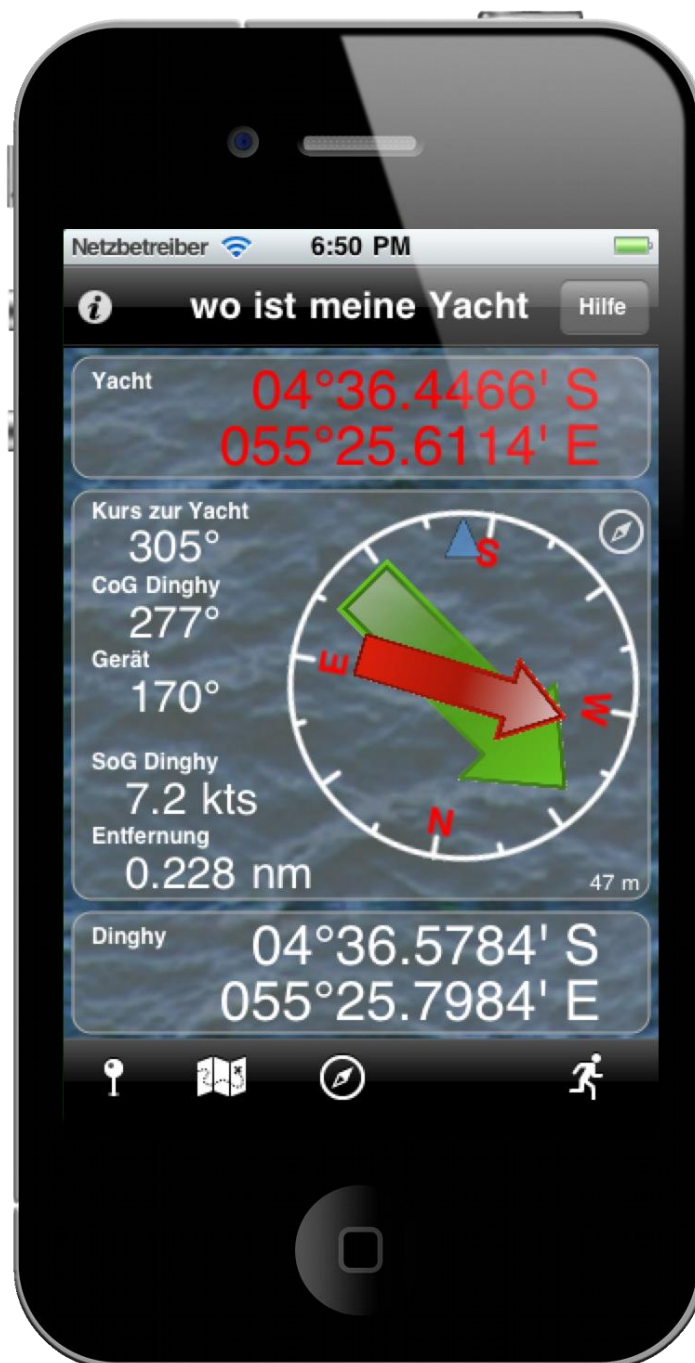 Netzbetreiber 6:50 PM
wo ist meine Yacht Hilfe
Yacht
04°36.4466' S
055°25.6114' E
Kurs zur Yacht
305°
CoG Dinghy
277°
Gerät
170°
SoG Dinghy
7.2 kts
Entfernung
0.228 nm
S
E
W
N
47 m
Dinghy
04°36.5784' S
055°25.7984' E